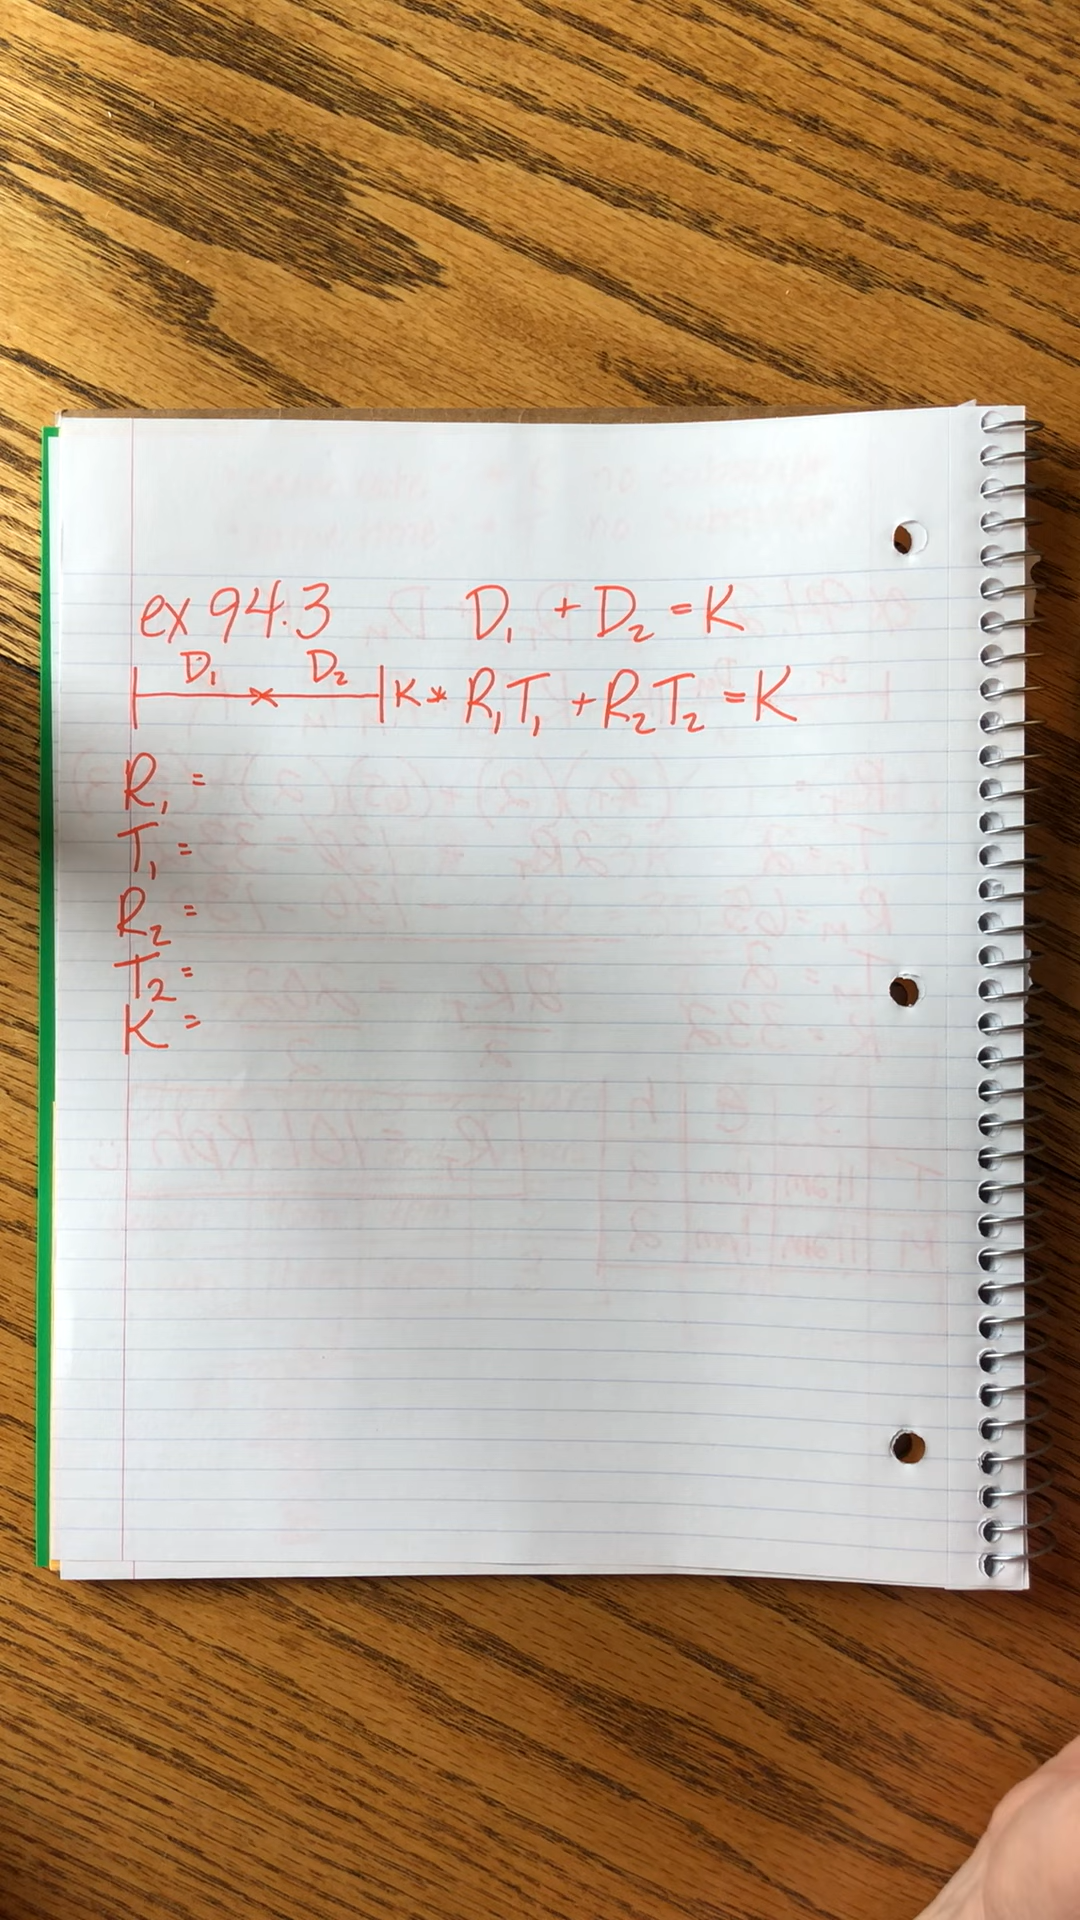 ex 94.3 D₁ + D₂ = K
D₁ D₂ K * R₁T₁ + R₂T₂ = K
R₁ =
T₁ =
R₂ =
T₂ =
K =